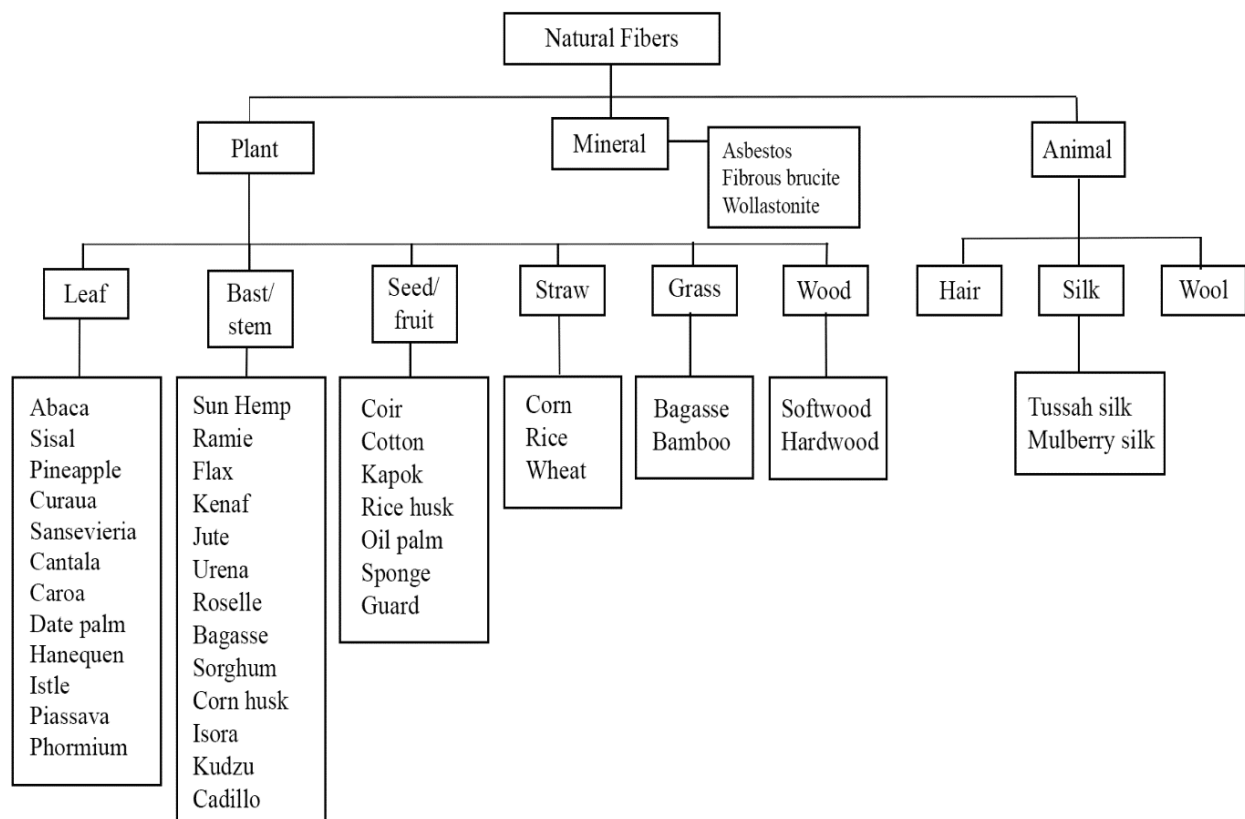 Natural Fibers
Plant
Mineral
Asbestos
Fibrous brucite
Wollastonite
Animal
Leaf
Bast/
stem
Seed/
fruit
Straw
Grass
Wood
Hair
Silk
Wool
Abaca
Sisal
Pineapple
Curaua
Sansevieria
Cantala
Caroa
Date palm
Hanequen
Istle
Piassava
Phormium
Sun Hemp
Ramie
Flax
Kenaf
Jute
Urena
Roselle
Bagasse
Sorghum
Corn husk
Isora
Kudzu
Cadillo
Coir
Cotton
Kapok
Rice husk
Oil palm
Sponge
Guard
Corn
Rice
Wheat
Bagasse
Bamboo
Softwood
Hardwood
Tussah silk
Mulberry silk